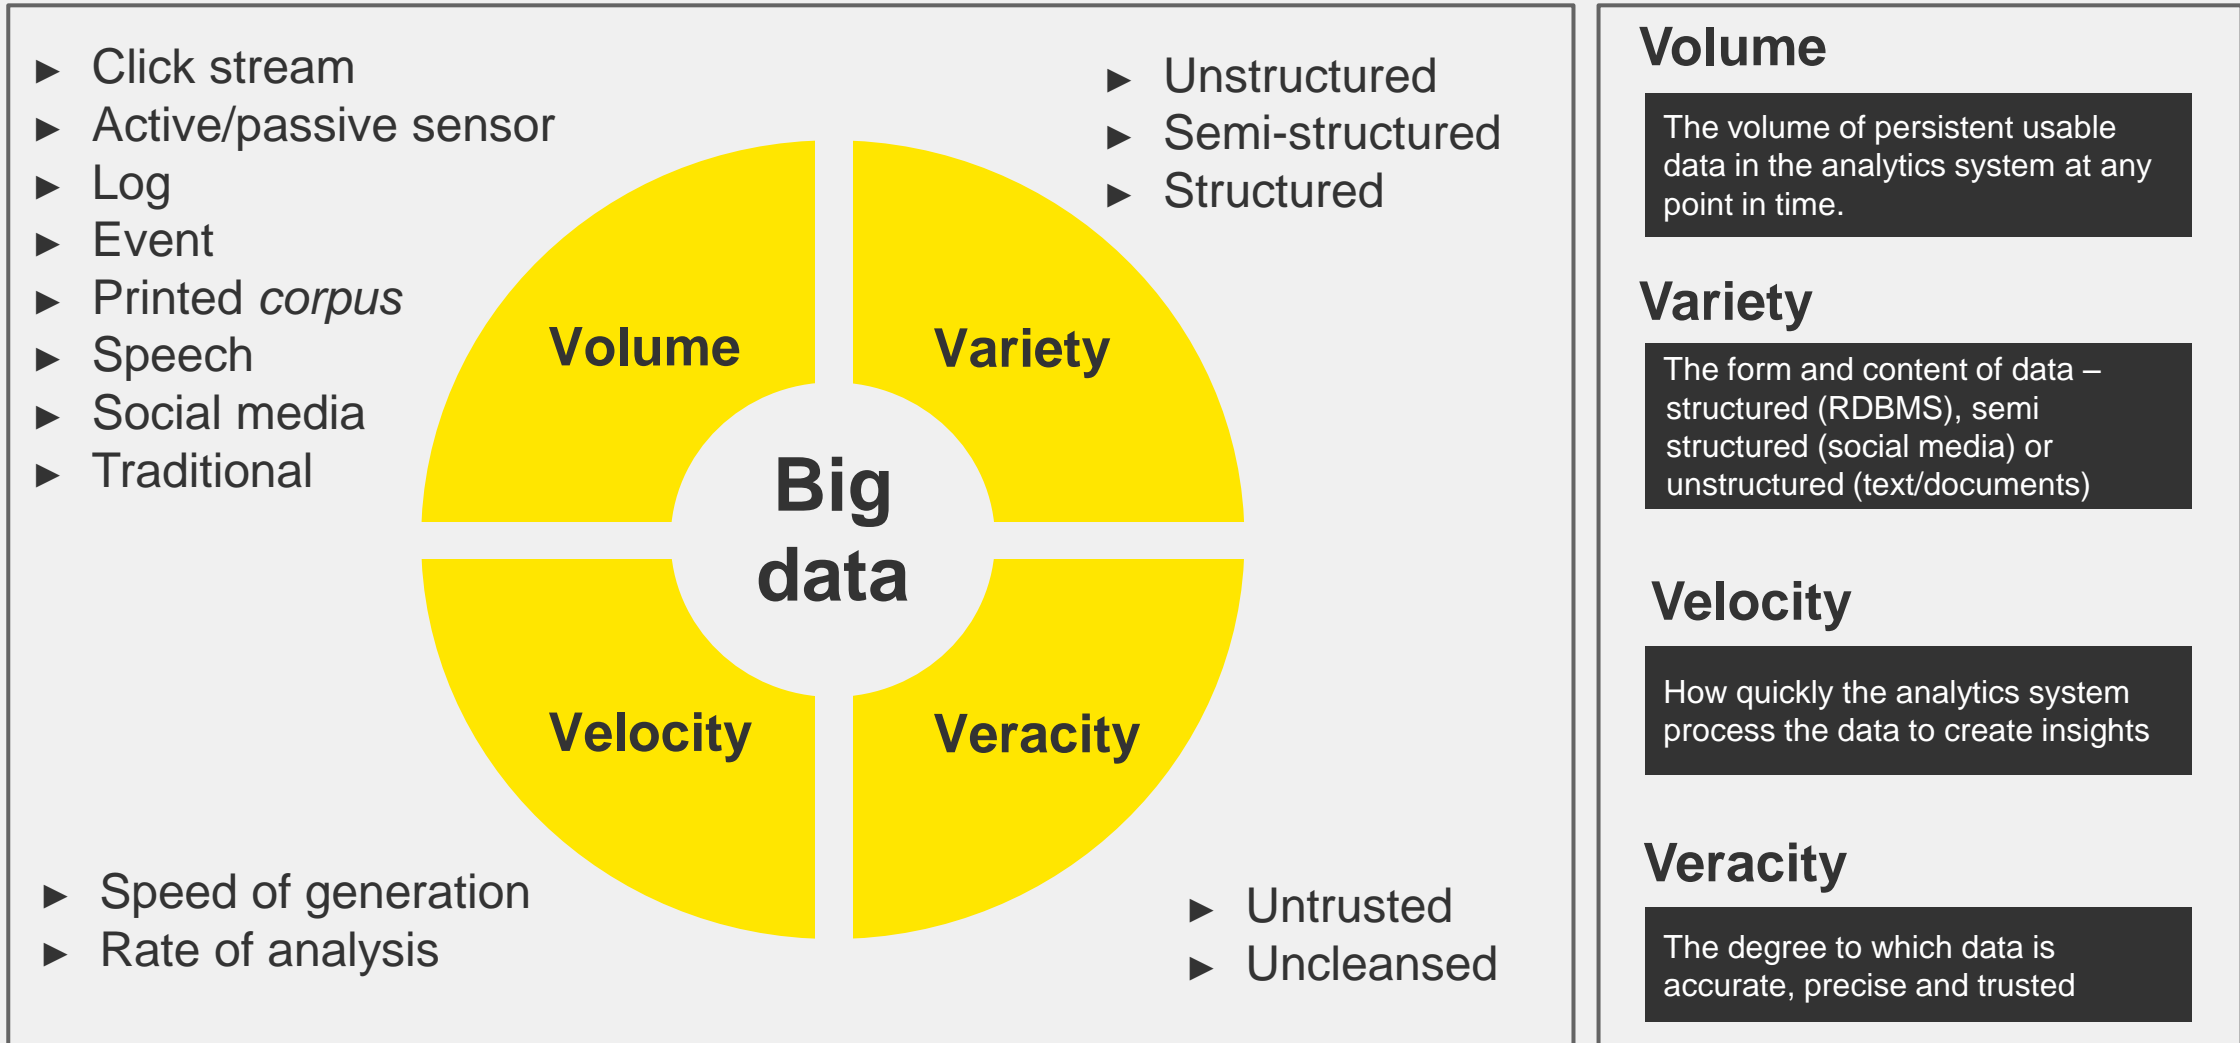 Click stream
Active/passive sensor
Log
Event
Printed corpus
Speech
Social media
Traditional
Unstructured
Semi-structured
Structured
Volume
Variety
Big
data
Velocity
Veracity
Speed of generation
Rate of analysis
Untrusted
Uncleansed
Volume
The volume of persistent usable
data in the analytics system at any
point in time.
Variety
The form and content of data –
structured (RDBMS), semi
structured (social media) or
unstructured (text/documents)
Velocity
How quickly the analytics system
process the data to create insights
Veracity
The degree to which data is
accurate, precise and trusted